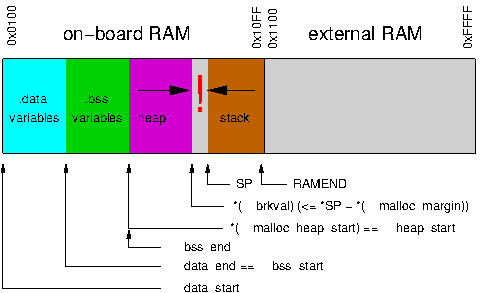 0x0100
on−board RAM
0x10FF
0x1100
external RAM
0xFFFF
.data
variables
.bss
variables
heap
!
stack
SP
RAMEND
*(    brkval) (<= *SP − *(    malloc  margin))
*(    malloc  heap  start) ==    heap  start
bss  end
data  end ==    bss  start
data  start